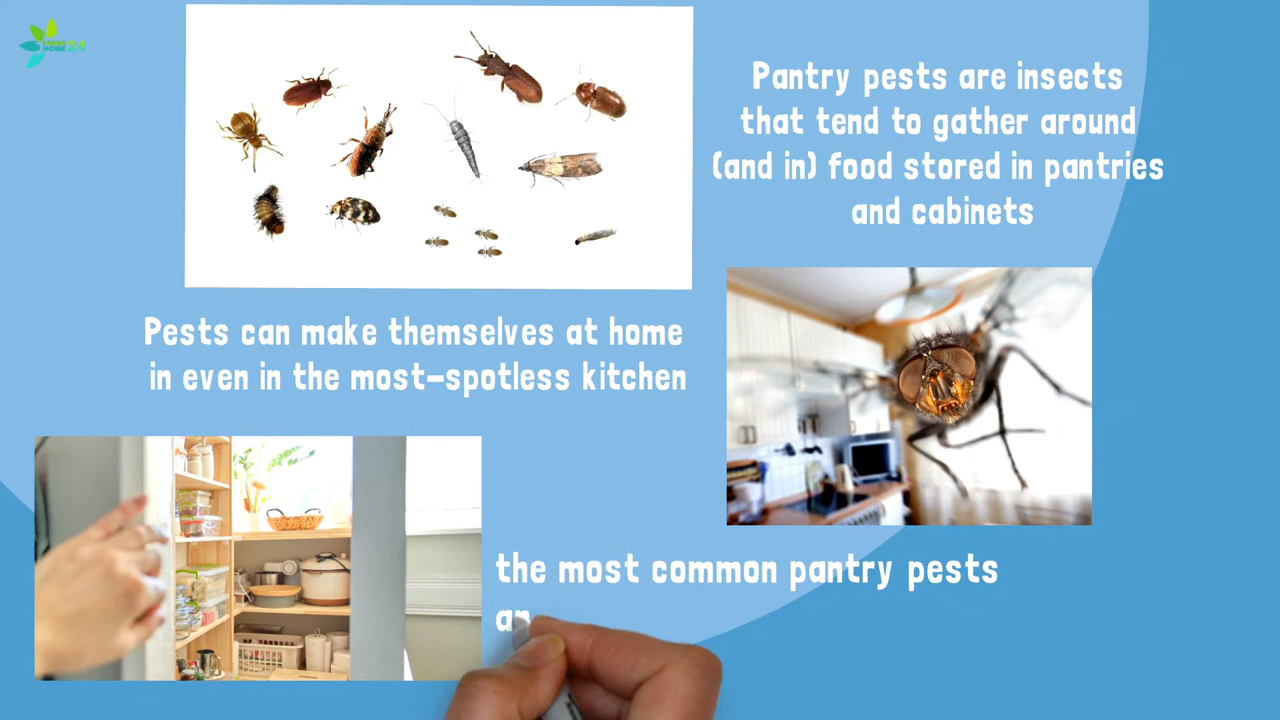 Pantry pests are insects
that tend to gather around
(and in) food stored in pantries
and cabinets
Pests can make themselves at home
in even in the most-spotless kitchen
the most common pantry pests